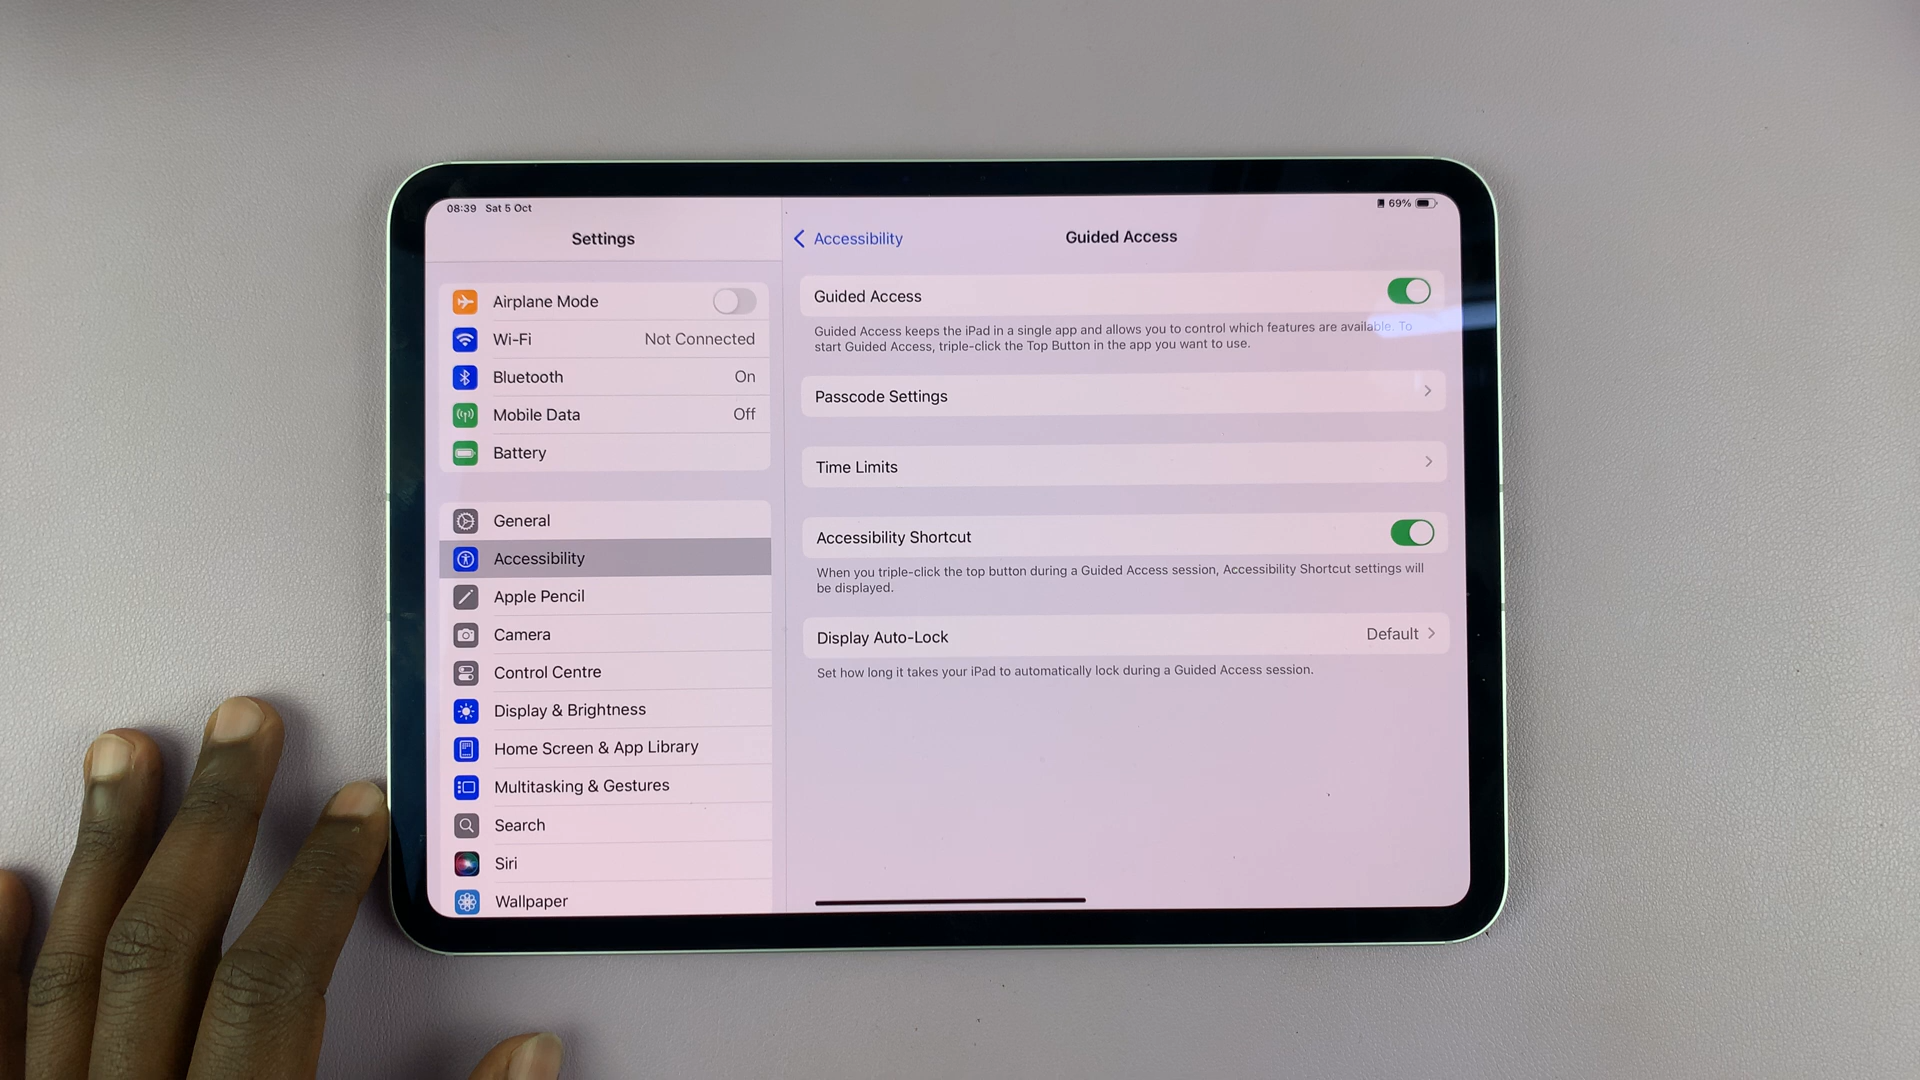 08:39 Sat 5 Oct
69%
Settings
Airplane Mode
Wi-Fi Not Connected
Bluetooth On
Mobile Data Off
Battery
General
Accessibility
Apple Pencil
Camera
Control Centre
Display & Brightness
Home Screen & App Library
Multitasking & Gestures
Search
Siri
Wallpaper
Accessibility
Guided Access
Guided Access
Guided Access keeps the iPad in a single app and allows you to control which features are available. To
start Guided Access, triple-click the Top Button in the app you want to use.
Passcode Settings
Time Limits
Accessibility Shortcut
When you triple-click the top button during a Guided Access session, Accessibility Shortcut settings will
be displayed.
Display Auto-Lock Default
Set how long it takes your iPad to automatically lock during a Guided Access session.